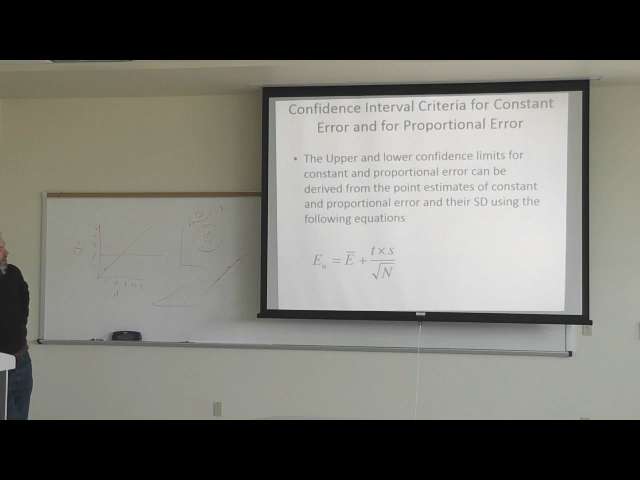 Confidence Interval Criteria for Constant
Error and for Proportional Error
• The Upper and lower confidence limits for
constant and proportional error can be
derived from the point estimates of constant
and proportional error and their SD using the
following equations
E_u = E̅ + (t × s)/√N